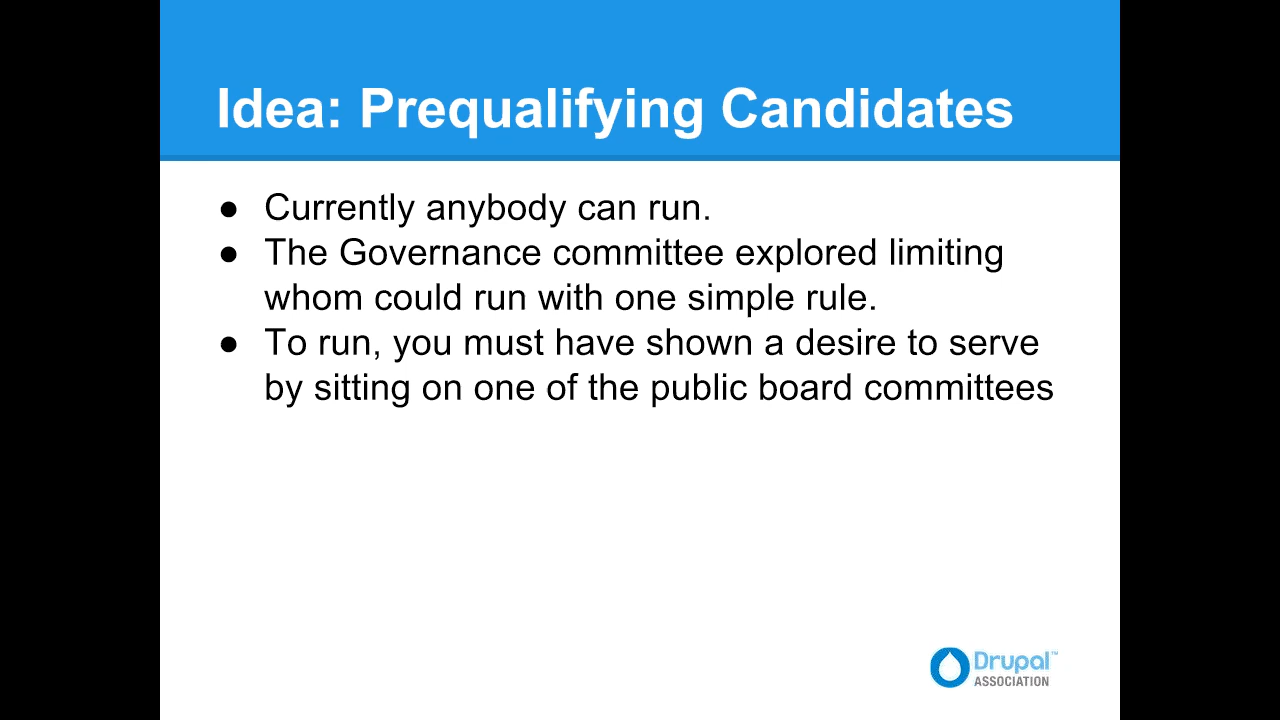 Idea: Prequalifying Candidates
● Currently anybody can run.
● The Governance committee explored limiting
whom could run with one simple rule.
● To run, you must have shown a desire to serve
by sitting on one of the public board committees
Drupal™
ASSOCIATION